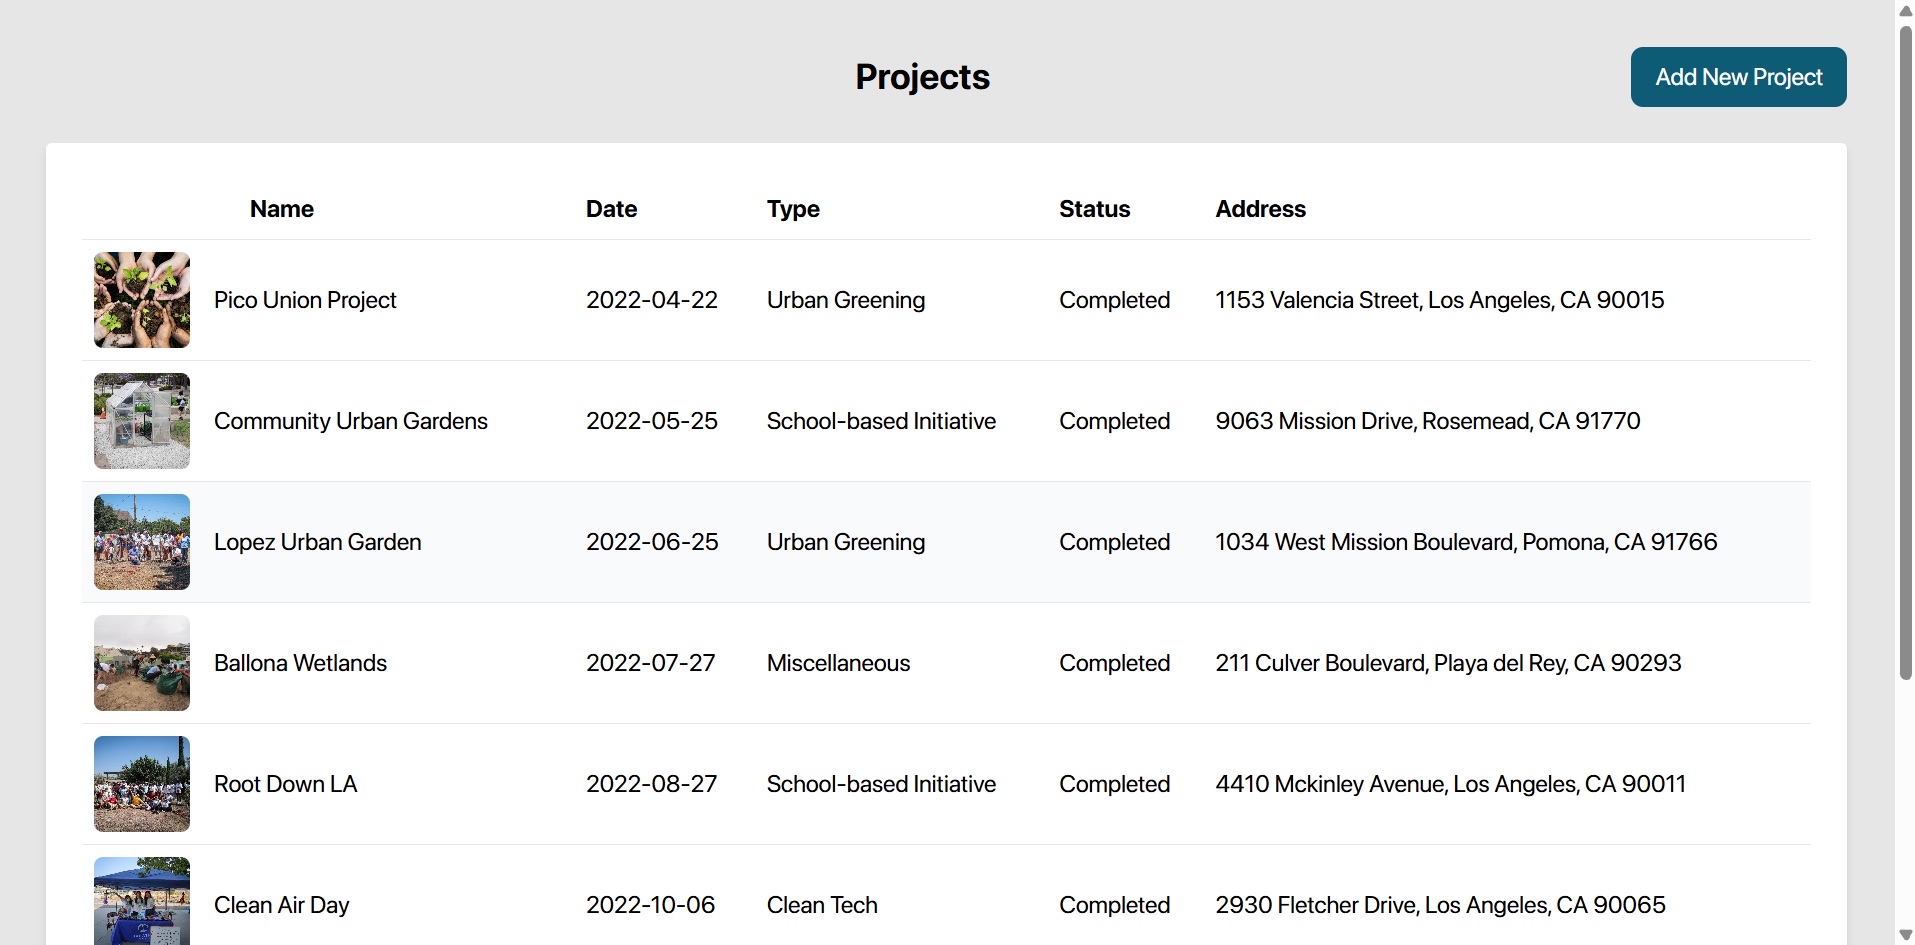 Projects
Add New Project
Name Date Type Status Address
Pico Union Project 2022-04-22 Urban Greening Completed 1153 Valencia Street, Los Angeles, CA 90015
Community Urban Gardens 2022-05-25 School-based Initiative Completed 9063 Mission Drive, Rosemead, CA 91770
Lopez Urban Garden 2022-06-25 Urban Greening Completed 1034 West Mission Boulevard, Pomona, CA 91766
Ballona Wetlands 2022-07-27 Miscellaneous Completed 211 Culver Boulevard, Playa del Rey, CA 90293
Root Down LA 2022-08-27 School-based Initiative Completed 4410 Mckinley Avenue, Los Angeles, CA 90011
Clean Air Day 2022-10-06 Clean Tech Completed 2930 Fletcher Drive, Los Angeles, CA 90065